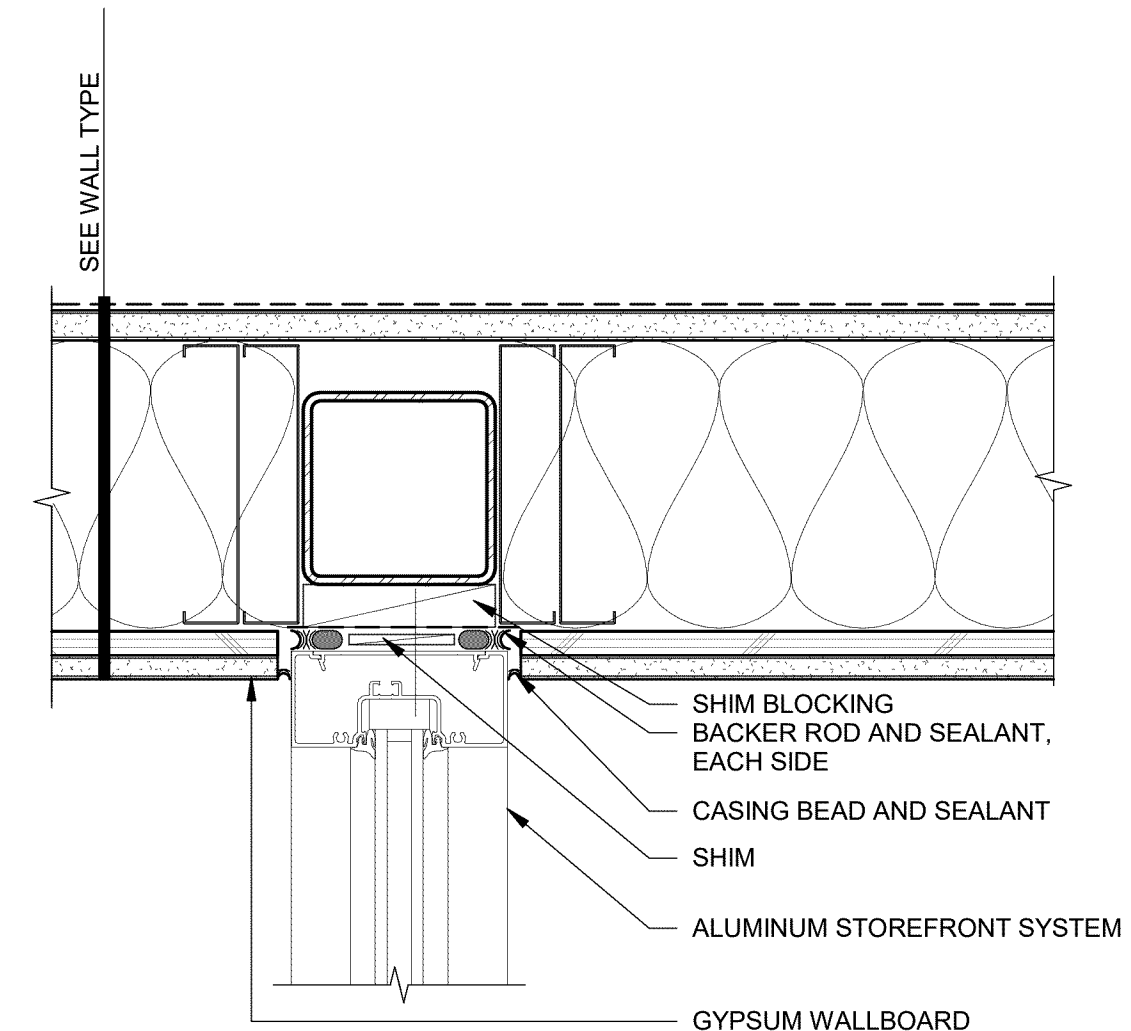 SEE WALL TYPE
SHIM BLOCKING
BACKER ROD AND SEALANT,
EACH SIDE
CASING BEAD AND SEALANT
SHIM
ALUMINUM STOREFRONT SYSTEM
GYPSUM WALLBOARD